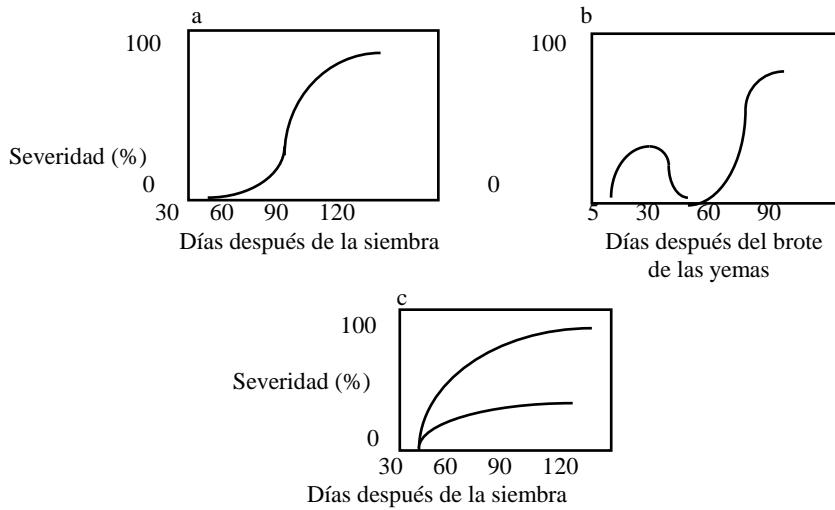 a
100
Severidad (%)
0
30 60 90 120
Días después de la siembra
b
100
0
5 30 60 90
Días después del brote
de las yemas
c
100
Severidad (%)
0
30 60 90 120
Días después de la siembra